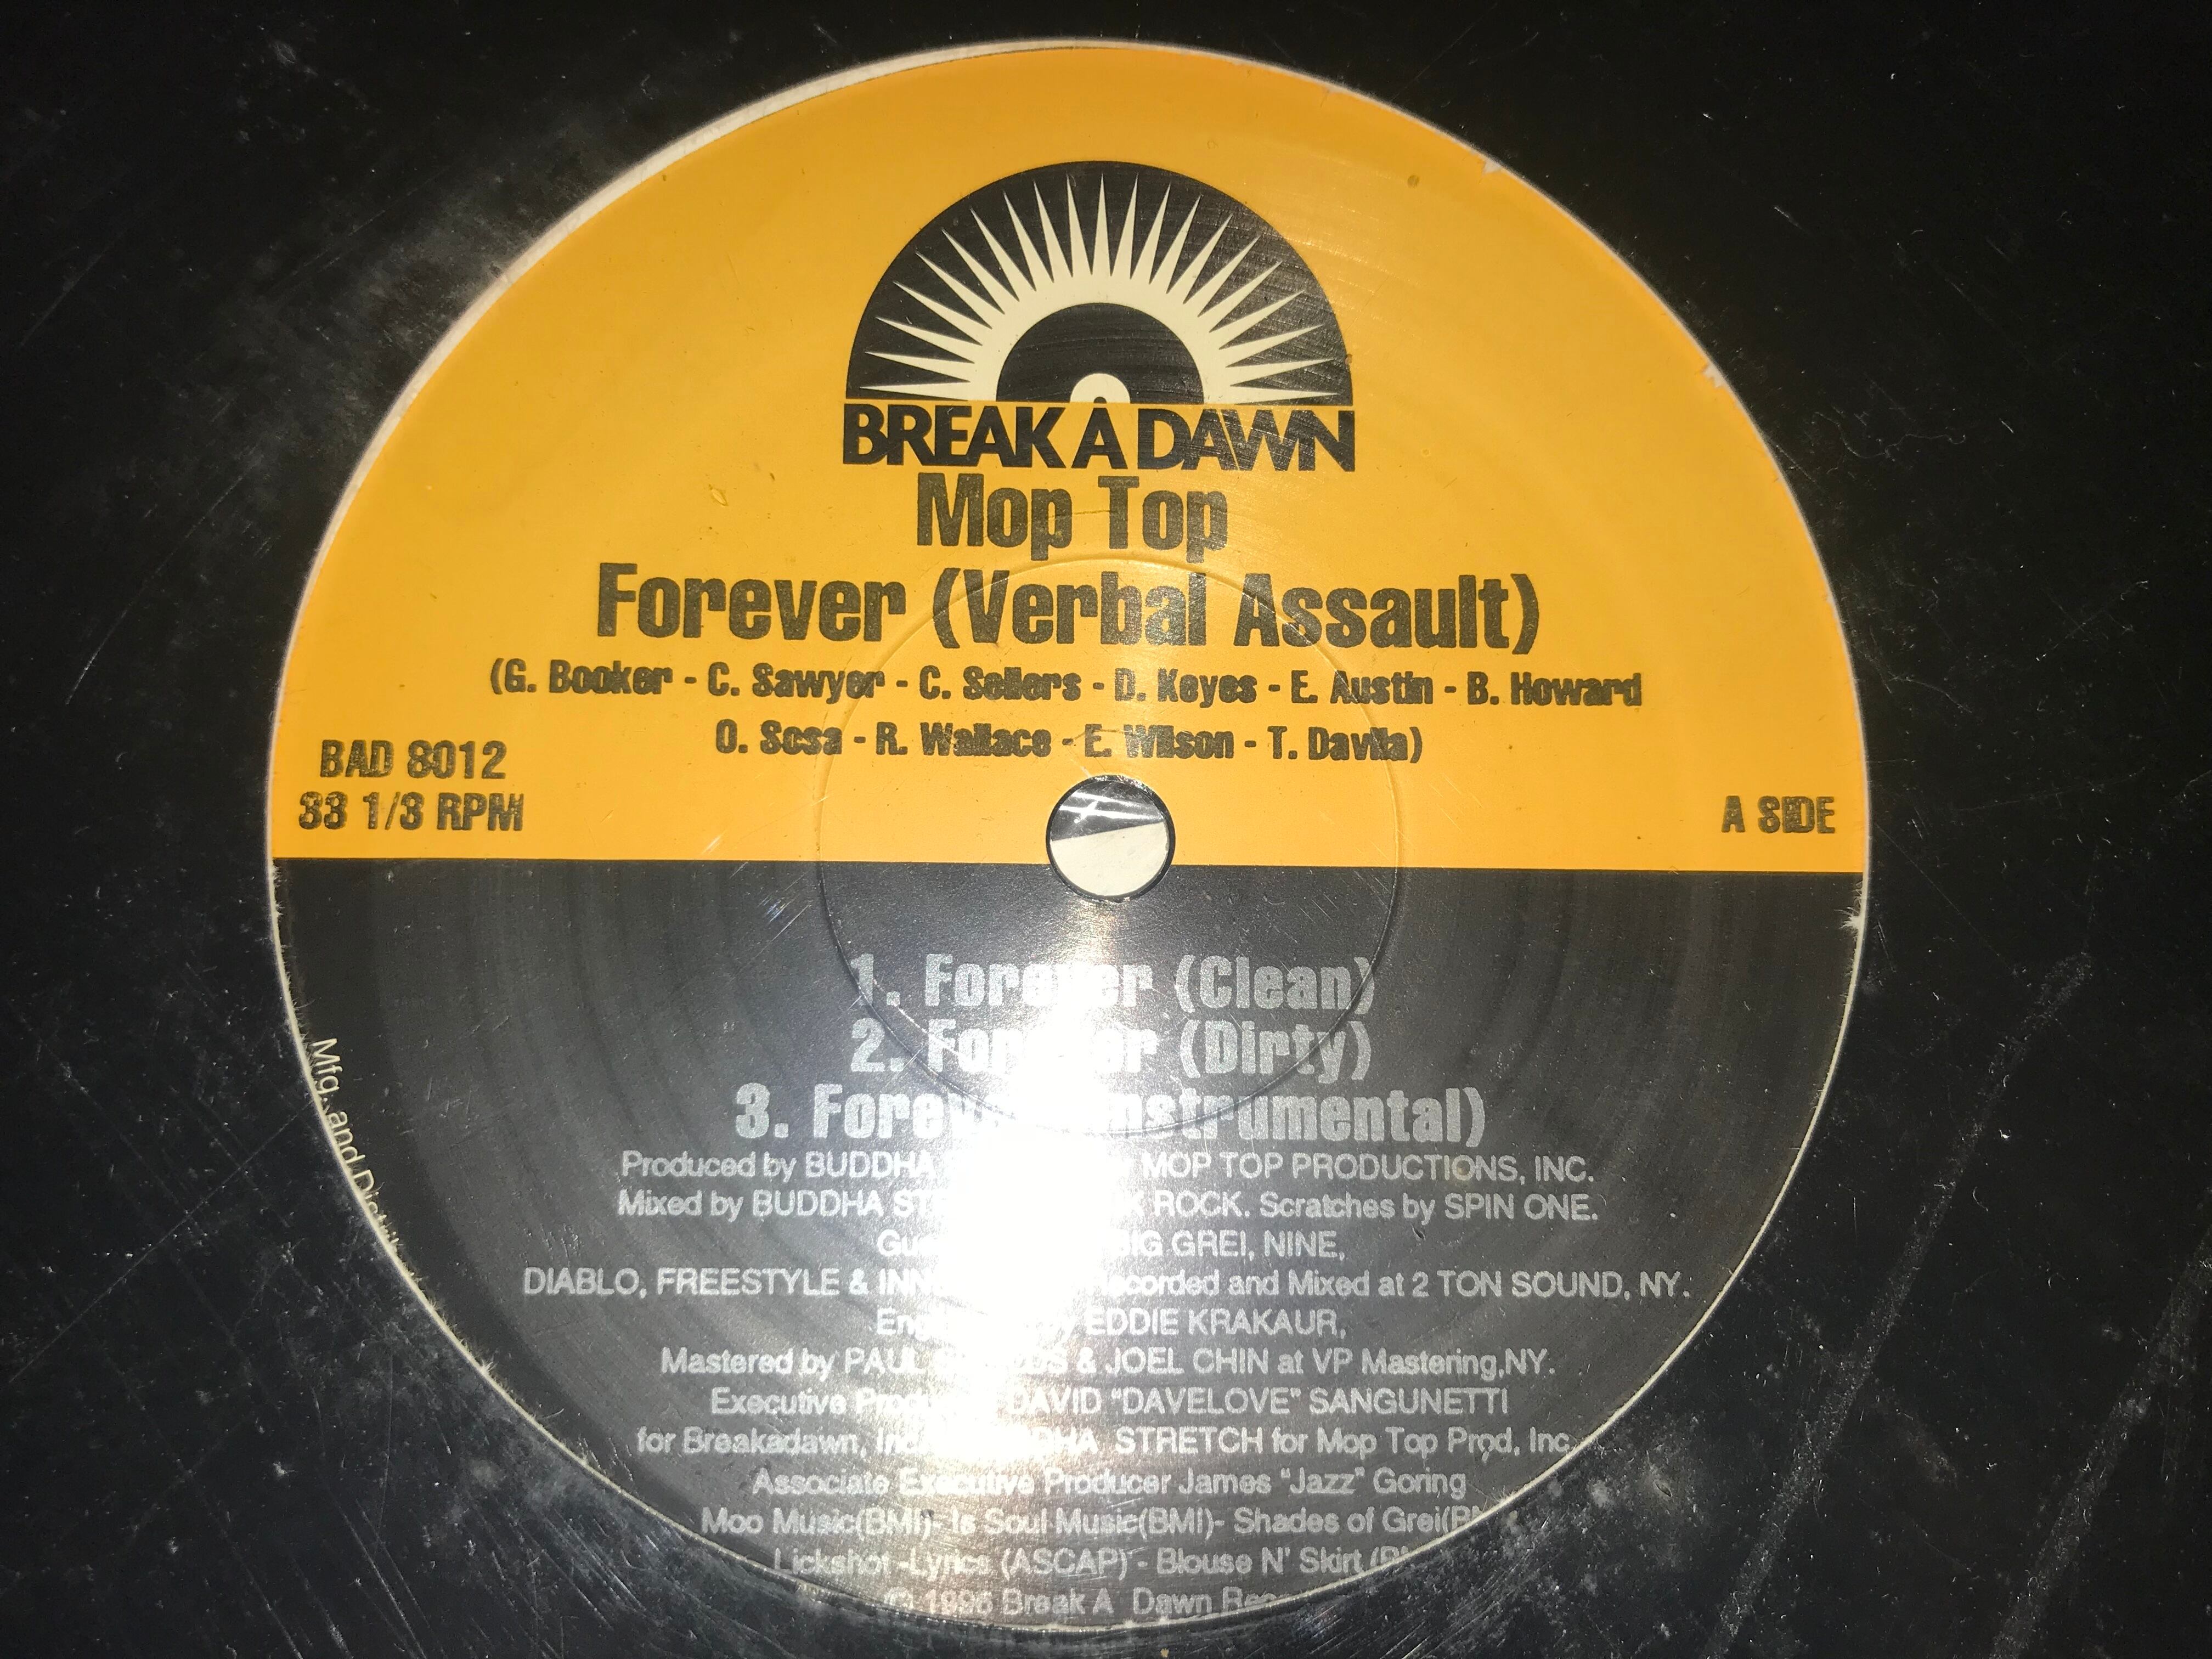 BREAK A DAWN
Mop Top
Forever (Verbal Assault)
(G. Booker - C. Sawyer - C. Sellers - D. Keyes - E. Austin - B. Howard
O. Sosa - R. Wallace - E. Wilson - T. Davila)
BAD 8012
33 1/3 RPM
A SIDE
1. Forever (Clean)
2. Forever (Dirty)
3. Forever (Instrumental)
Produced by BUDDHA MOP TOP PRODUCTIONS, INC.
Mixed by BUDDHA ROCK. Scratches by SPIN ONE.
BIG GREI, NINE,
DIABLO, FREESTYLE & Recorded and Mixed at 2 TON SOUND, NY.
EDDIE KRAKAUR,
Mastered by PAUL & JOEL CHIN at VP Mastering,NY.
Executive DAVID "DAVELOVE" SANGUNETTI
for Breakadawn, STRETCH for Mop Top Prod, Inc.
Associate Executive Producer James "Jazz" Goring
Moo Music(BMI)- Is Soul Music(BMI)- Shades of Grei
Lickshot -Lyrics (ASCAP) - Blouse N' Skirt
© 1996 Break A Dawn
Mfg. and